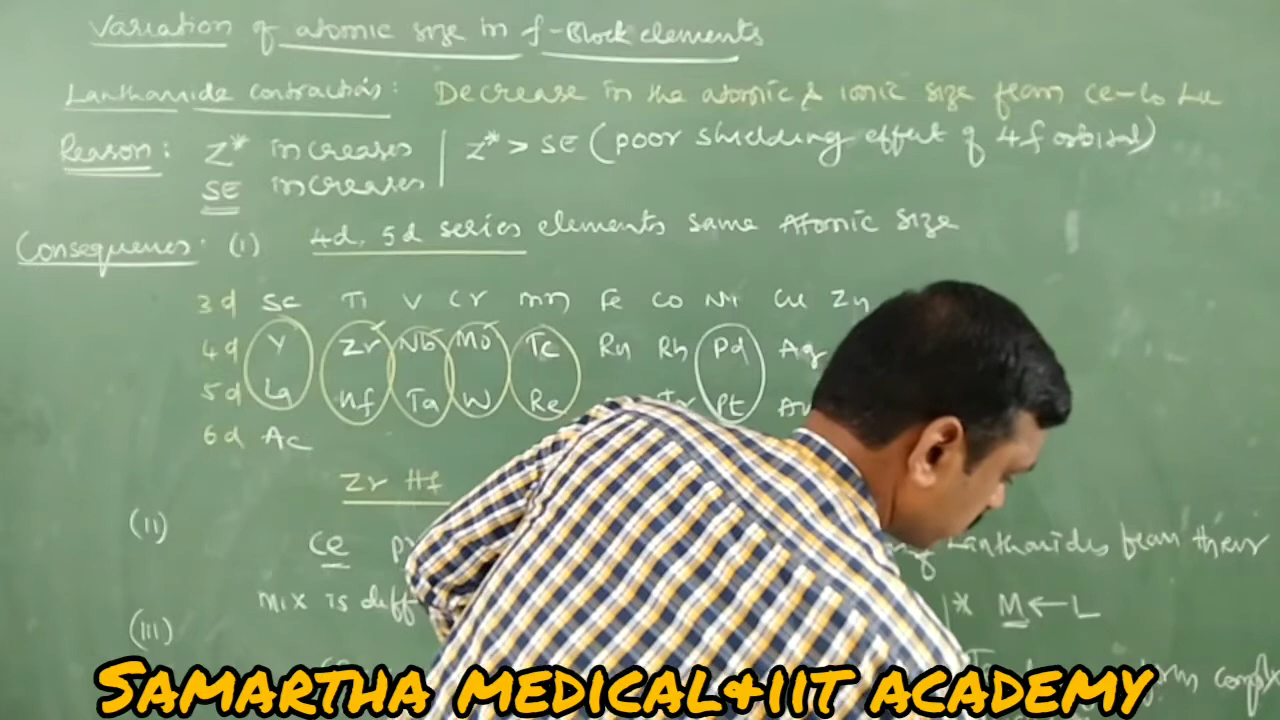 Variation of atomic size in f-Block elements
Lanthanide contraction: Decrease in the atomic & ionic size from Ce-to Lu
Reason: Z* increases | Z* > SE (poor shielding effect of 4f orbital)
SE increases
Consequences: (I) 4d, 5d series elements same Atomic size
3d Sc Ti V Cr Mn Fe Co Ni Cu Zn
4d Y Zr Nb Mo Tc Ru Rh Pd Ag
5d La Hf Ta W Re Ir Pt Au
6d Ac
Zr Hf
(II)
Ce Lanthanides from their
Mix is diff |* M←L
(III)
SAMARTHA MEDICAL&IIT ACADEMY